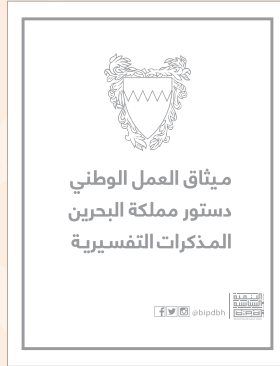 ميثاق العمل الوطني
دستور مملكة البحرين
المذكرات التفسيرية
@bipdbh